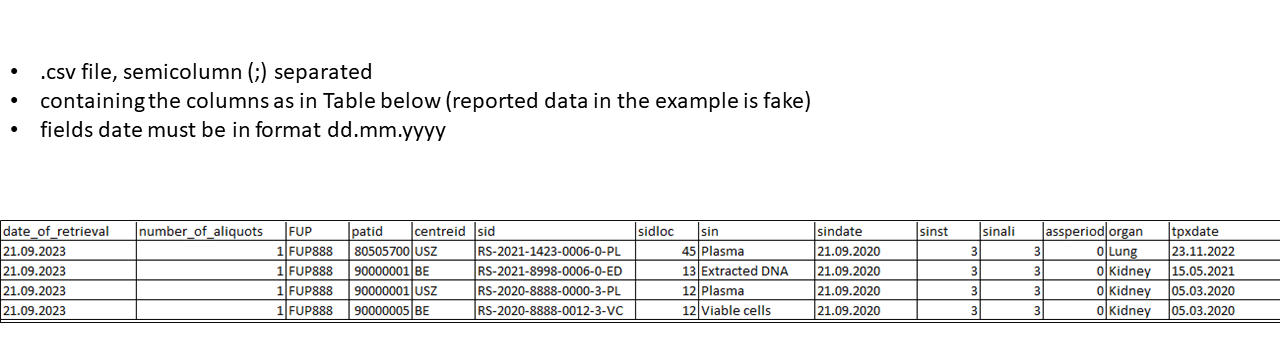 • .csv file, semicolumn (;) separated
• containing the columns as in Table below (reported data in the example is fake)
• fields date must be in format dd.mm.yyyy
date_of_retrieval number_of_aliquots FUP patid centreid sid sidloc sin sindate sinst sinali assperiod organ tpxdate
21.09.2023 1 FUP888 80505700 USZ RS-2021-1423-0006-0-PL 45 Plasma 21.09.2020 3 3 0 Lung 23.11.2022
21.09.2023 1 FUP888 90000001 BE RS-2021-8998-0006-0-ED 13 Extracted DNA 21.09.2020 3 3 0 Kidney 15.05.2021
21.09.2023 1 FUP888 90000001 USZ RS-2020-8888-0000-3-PL 12 Plasma 21.09.2020 3 3 0 Kidney 05.03.2020
21.09.2023 1 FUP888 90000005 BE RS-2020-8888-0012-3-VC 12 Viable cells 21.09.2020 3 3 0 Kidney 05.03.2020